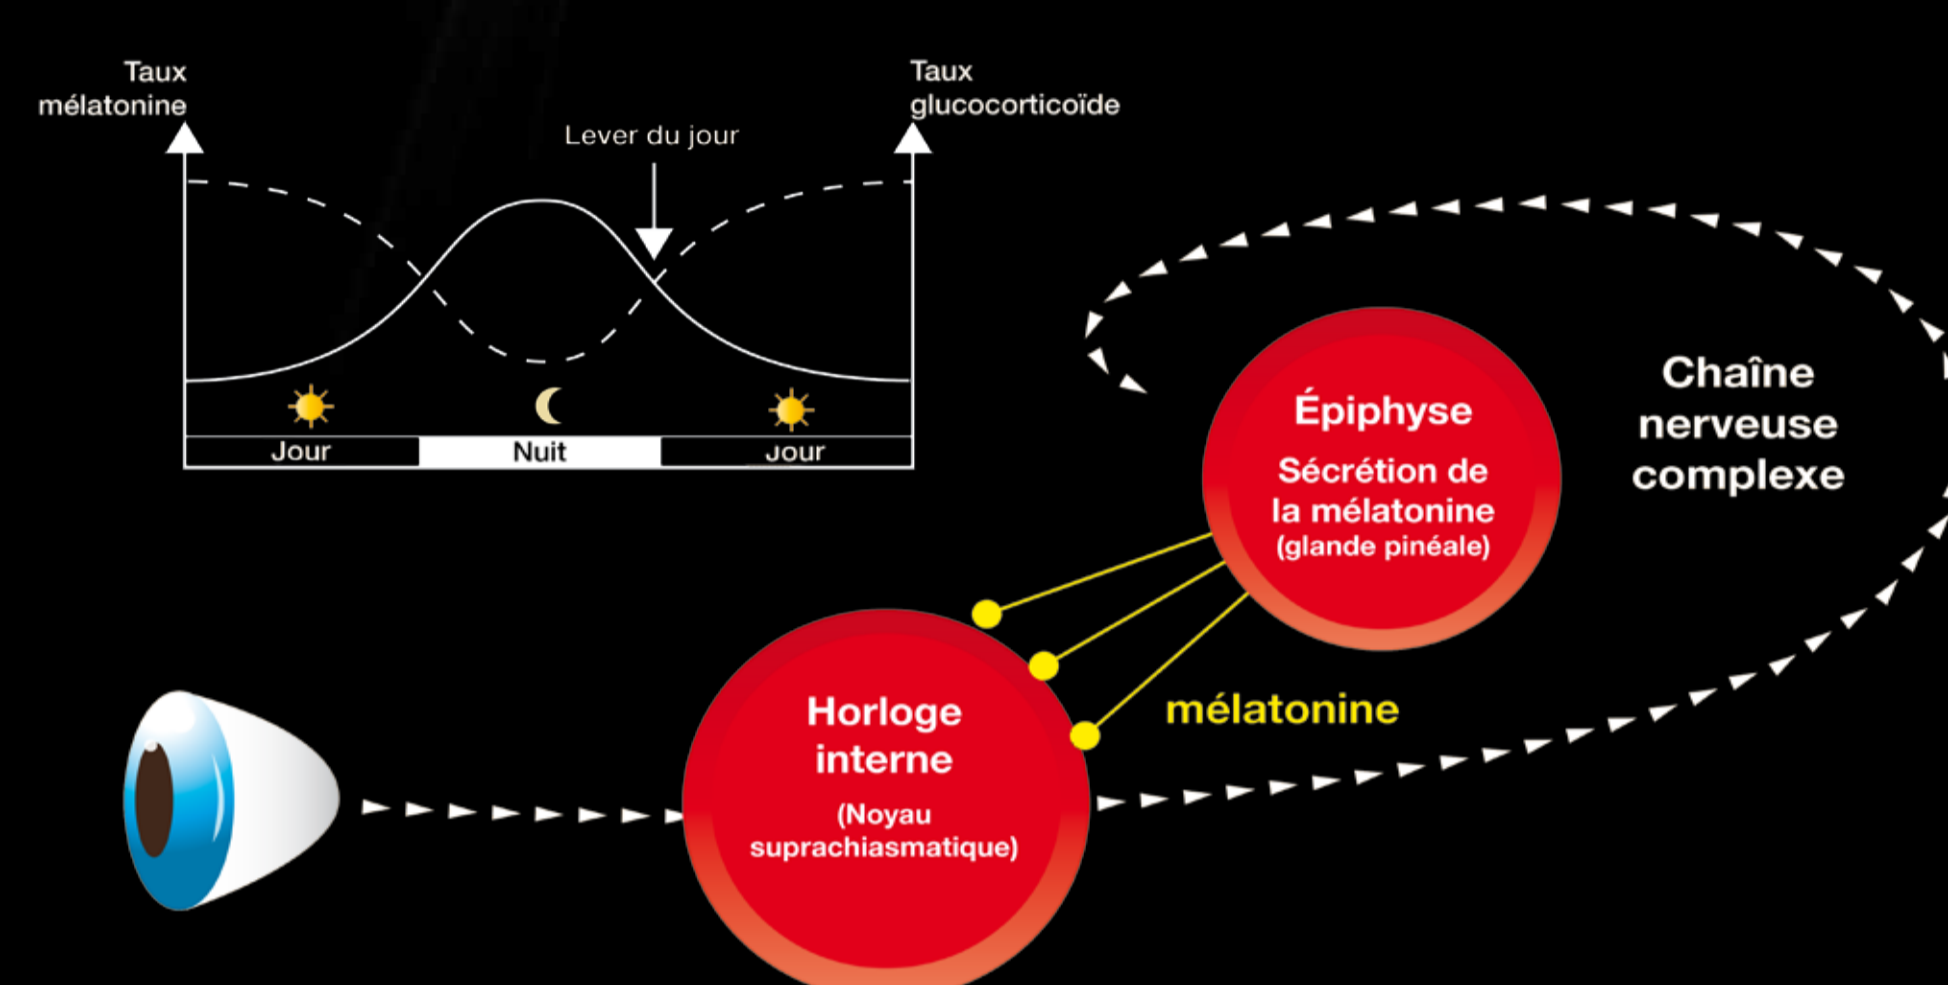 Taux
mélatonine
Taux
glucocorticoïde
Lever du jour
Jour
Nuit
Jour
Épiphyse
Sécrétion de
la mélatonine
(glande pinéale)
Chaîne
nerveuse
complexe
Horloge
interne
(Noyau
suprachiasmatique)
mélatonine